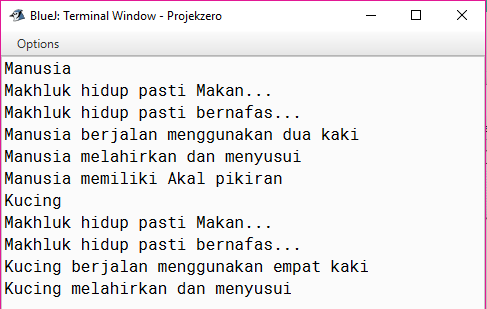 BlueJ: Terminal Window - Projekzero
Options
Manusia
Makhluk hidup pasti Makan...
Makhluk hidup pasti bernafas...
Manusia berjalan menggunakan dua kaki
Manusia melahirkan dan menyusui
Manusia memiliki Akal pikiran
Kucing
Makhluk hidup pasti Makan...
Makhluk hidup pasti bernafas...
Kucing berjalan menggunakan empat kaki
Kucing melahirkan dan menyusui